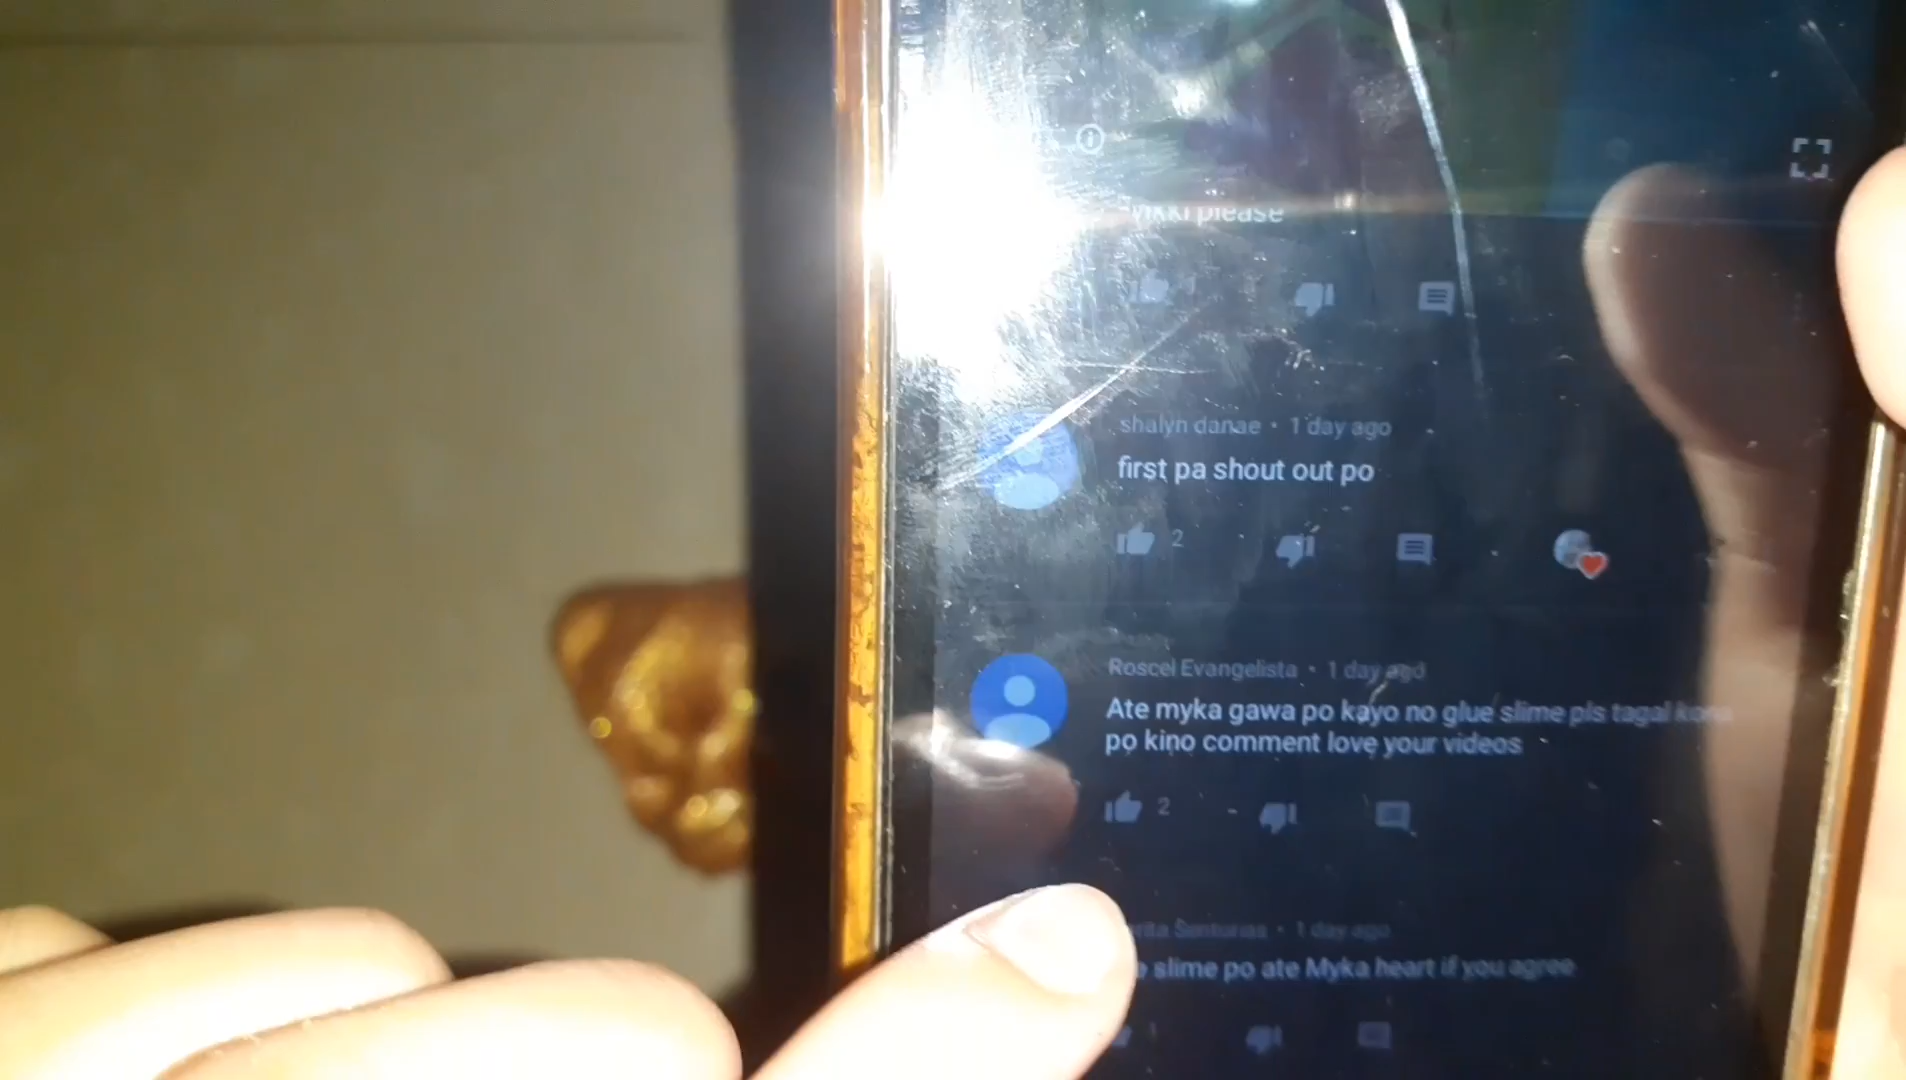 please
shalyn danae • 1 day ago
first pa shout out po
2
Roscel Evangelista • 1 day ago
Ate myka gawa po kayo no glue slime pls tagal
po kino comment love your videos
2
1 day ago
slime po ate Myka heart if you agree
1